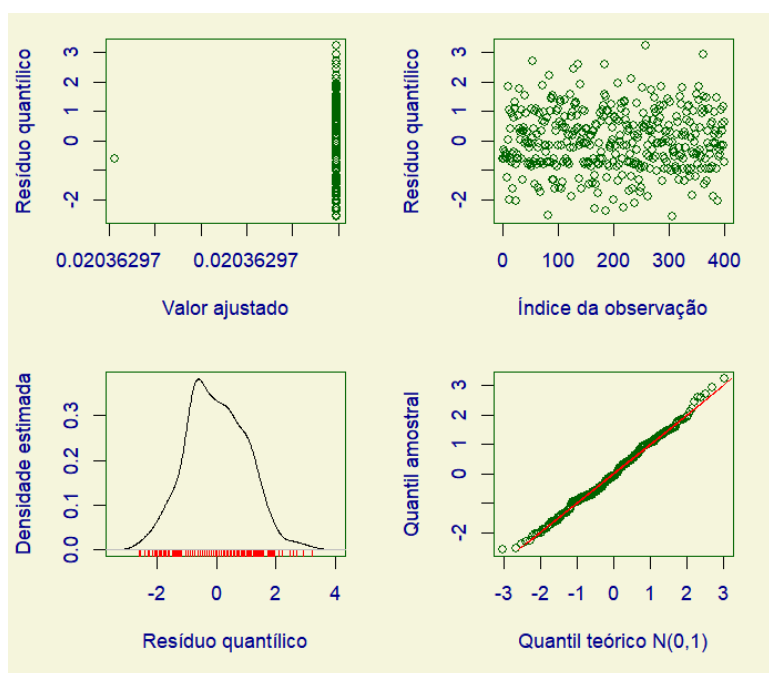 Resíduo quantílico
3
2
1
0
-2
0.02036297 0.02036297
Valor ajustado
Resíduo quantílico
3
2
1
0
-2
0 100 200 300 400
Índice da observação
Densidade estimada
0.3
0.2
0.1
0.0
-2 0 2 4
Resíduo quantílico
Quantil amostral
3
2
1
0
-2
-3 -2 -1 0 1 2 3
Quantil teórico N(0,1)